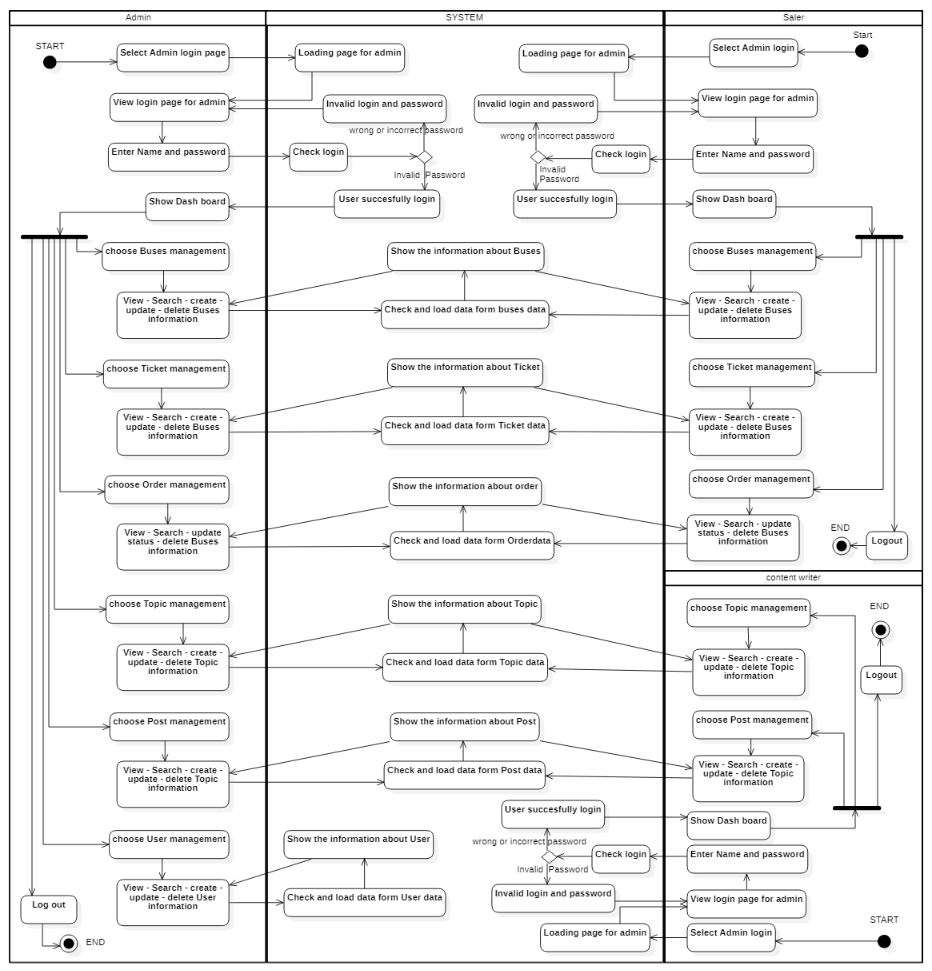 Admin
SYSTEM
Saler
START
Select Admin login page
Loading page for admin
Loading page for admin
Select Admin login
Start
View login page for admin
Invalid login and password
Invalid login and password
View login page for admin
wrong or incorrect password
wrong or incorrect password
Enter Name and password
Check login
Check login
Enter Name and password
Invalid Password
Invalid
Password
Show Dash board
User succesfully login
User succesfully login
Show Dash board
choose Buses management
Show the information about Buses
choose Buses management
View - Search - create -
update - delete Buses
information
Check and load data form buses data
View - Search - create -
update - delete Buses
information
choose Ticket management
Show the information about Ticket
choose Ticket management
View - Search - create -
update - delete Buses
information
Check and load data form Ticket data
View - Search - create -
update - delete Buses
information
choose Order management
Show the information about order
choose Order management
View - Search - update
status - delete Buses
information
Check and load data form Orderdata
View - Search - update
status - delete Buses
information
END
Logout
content writer
choose Topic management
Show the information about Topic
choose Topic management
END
View - Search - create -
update - delete Topic
information
Check and load data form Topic data
View - Search - create -
update - delete Topic
information
Logout
choose Post management
Show the information about Post
choose Post management
View - Search - create -
update - delete Topic
information
Check and load data form Post data
View - Search - create -
update - delete Topic
information
User succesfully login
Show Dash board
choose User management
Show the information about User
wrong or incorrect password
Check login
Enter Name and password
Invalid Password
View - Search - create -
update - delete User
information
Check and load data form User data
Invalid login and password
View login page for admin
Log out
Loading page for admin
Select Admin login
START
END